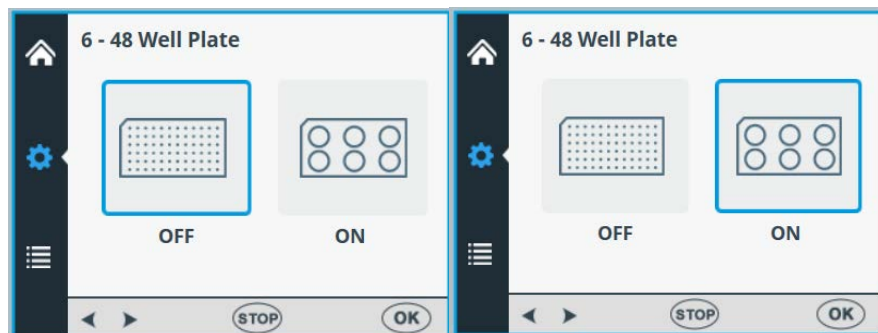 6 - 48 Well Plate
OFF
ON
STOP
OK
6 - 48 Well Plate
OFF
ON
STOP
OK